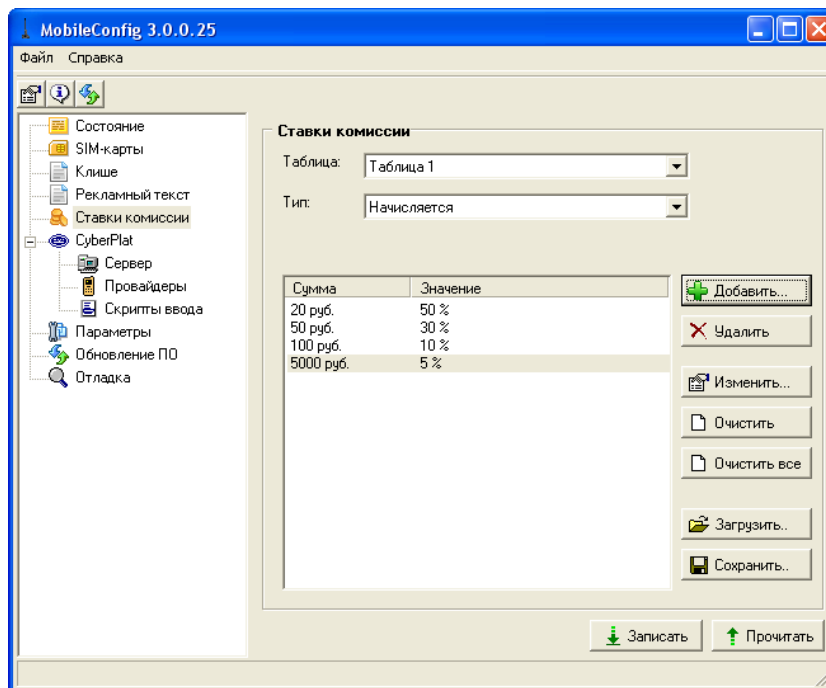 MobileConfig 3.0.0.25
Файл Справка
Состояние
SIM-карты
Клише
Рекламный текст
Ставки комиссии
CyberPlat
Сервер
Провайдеры
Скрипты ввода
Параметры
Обновление ПО
Отладка
Ставки комиссии
Таблица: Таблица 1
Тип: Начисляется
Сумма Значение
20 руб. 50 %
50 руб. 30 %
100 руб. 10 %
5000 руб. 5 %
Добавить...
Удалить
Изменить...
Очистить
Очистить все
Загрузить..
Сохранить..
Записать Прочитать